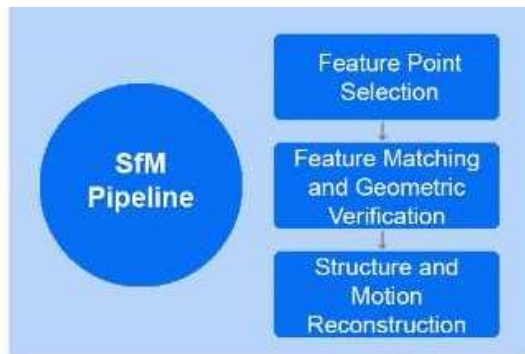 SfM
Pipeline
Feature Point
Selection
Feature Matching
and Geometric
Verification
Structure and
Motion
Reconstruction